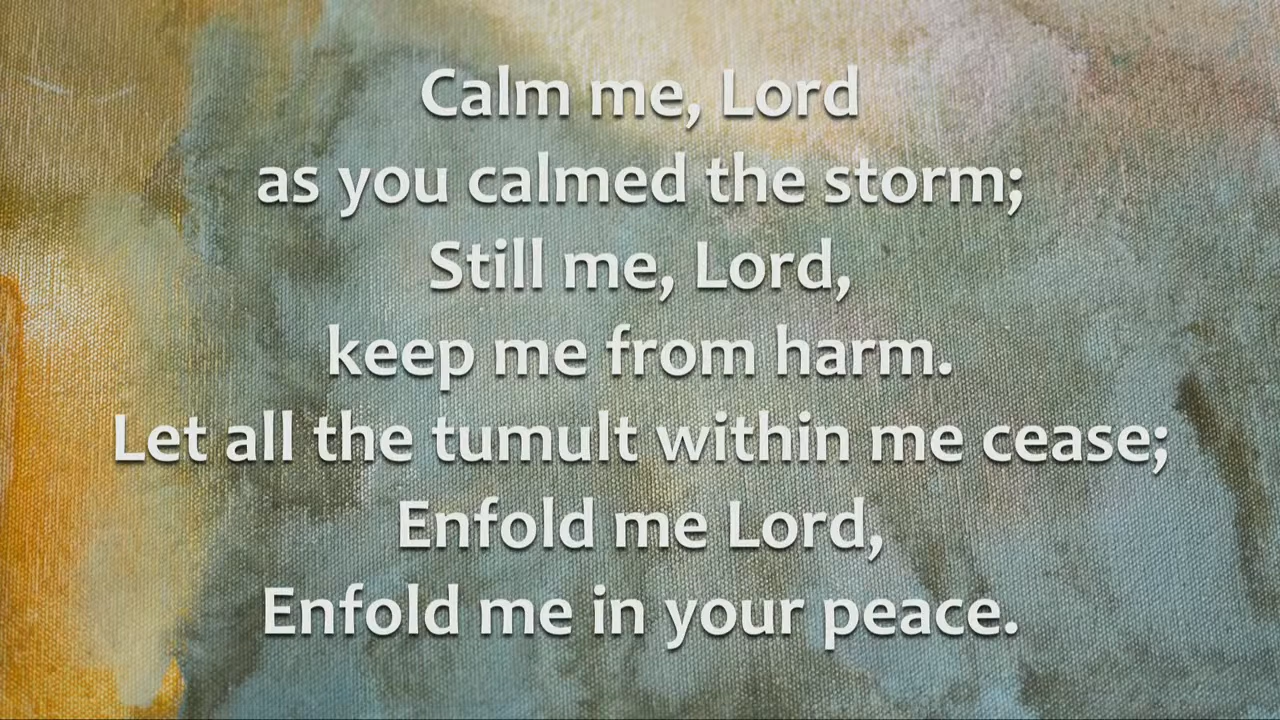 Calm me, Lord
as you calmed the storm;
Still me, Lord,
keep me from harm.
Let all the tumult within me cease;
Enfold me Lord,
Enfold me in your peace.